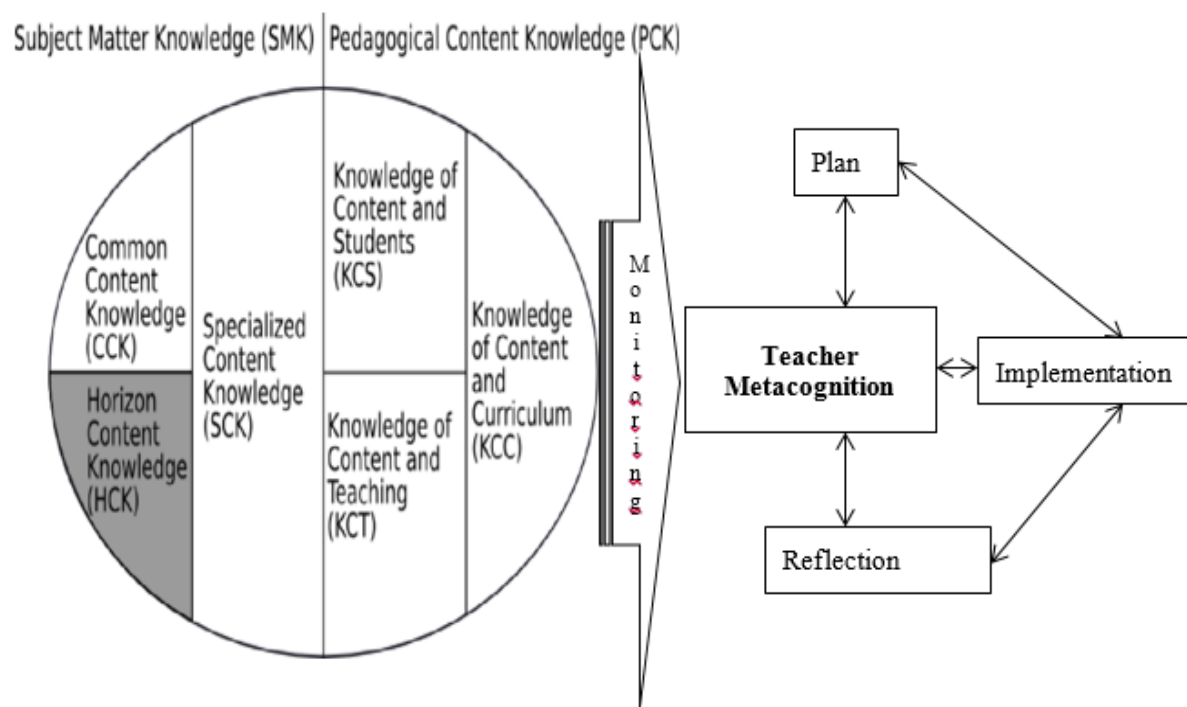 Subject Matter Knowledge (SMK)
Pedagogical Content Knowledge (PCK)
Common
Content
Knowledge
(CCK)
Horizon
Content
Knowledge
(HCK)
Specialized
Content
Knowledge
(SCK)
Knowledge of
Content and
Students
(KCS)
Knowledge of
Content and
Teaching
(KCT)
Knowledge
of Content
and
Curriculum
(KCC)
M
o
n
i
t
o
r
i
n
g
Plan
Teacher
Metacognition
Implementation
Reflection